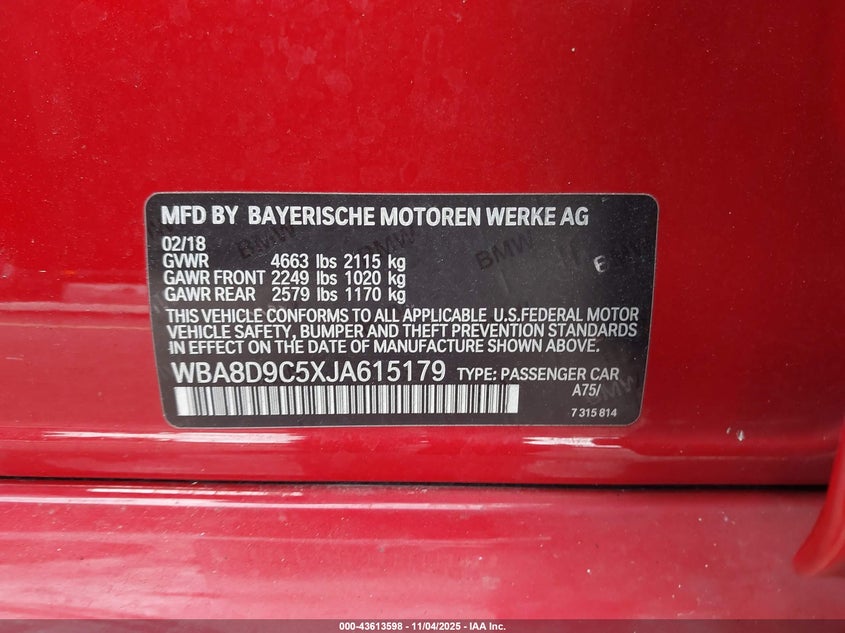 MFD BY BAYERISCHE MOTOREN WERKE AG
02/18
GVWR 4663 lbs 2115 kg
GAWR FRONT 2249 lbs 1020 kg
GAWR REAR 2579 lbs 1170 kg
THIS VEHICLE CONFORMS TO ALL APPLICABLE U.S.FEDERAL MOTOR
VEHICLE SAFETY, BUMPER AND THEFT PREVENTION STANDARDS
IN EFFECT ON THE DATE OF MANUFACTURE SHOWN ABOVE.
WBA8D9C5XJA615179 TYPE: PASSENGER CAR
A75/
7 315 814
000-43613598 - 11/04/2025 - IAA Inc.